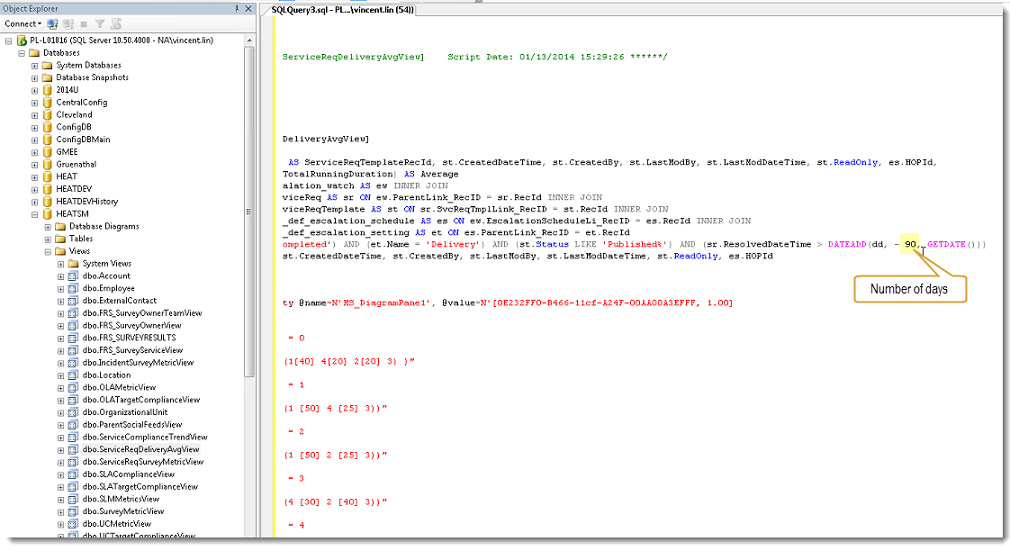 Object Explorer
Connect
PL-L01816 (SQL Server 10.50.4000 - NA\vincent.lin)
Databases
System Databases
Database Snapshots
2014U
CentralConfig
Cleveland
ConfigDB
ConfigDBMain
GMEE
Gruenathal
HEAT
HEATDEV
HEATDEVHistory
HEATSM
Database Diagrams
Tables
Views
System Views
dbo.Account
dbo.Employee
dbo.ExternalContact
dbo.FRS_SurveyOwnerTeamView
dbo.FRS_SurveyOwnerView
dbo.FRS_SURVEYRESULTS
dbo.FRS_SurveyServiceView
dbo.IncidentSurveyMetricView
dbo.Location
dbo.OLAMetricView
dbo.OLATargetComplianceView
dbo.OrganizationalUnit
dbo.ParentSocialFeedsView
dbo.ServiceComplianceTrendView
dbo.ServiceReqDeliveryAvgView
dbo.ServiceReqSurveyMetricView
dbo.SLAComplianceView
dbo.SLATargetComplianceView
dbo.SLMMetricsView
dbo.SurveyMetricView
dbo.UCMetricView
dbo.UCTargetComplianceView
SQLQuery3.sql - PL...\vincent.lin (54))
ServiceReqDeliveryAvgView] Script Date: 01/13/2014 15:29:26 ******/
DeliveryAvgView]
AS ServiceReqTemplateRecId, st.CreatedDateTime, st.CreatedBy, st.LastModBy, st.LastModDateTime, st.ReadOnly, es.HOPId,
TotalRunningDuration) AS Average
alation_watch AS ew INNER JOIN
viceReq AS sr ON ew.ParentLink_RecID = sr.RecId INNER JOIN
viceReqTemplate AS st ON sr.SvcReqTmplLink_RecID = st.RecId INNER JOIN
_def_escalation_schedule AS es ON ew.EscalationScheduleLi_RecID = es.RecId INNER JOIN
_def_escalation_setting AS et ON es.ParentLink_RecID = et.RecId
ompleted') AND (et.Name = 'Delivery') AND (st.Status LIKE 'Published%') AND (sr.ResolvedDateTime > DATEADD(dd, - 90, GETDATE()))
st.CreatedDateTime, st.CreatedBy, st.LastModBy, st.LastModDateTime, st.ReadOnly, es.HOPId
Number of days
ty @name=N'MS_DiagramPane1', @value=N'[0E232FF0-B466-11cf-A24F-00AA00A3EFFF, 1.00]
= 0
(1[40] 4[20] 2[20] 3) )"
= 1
(1 [50] 4 [25] 3))"
= 2
(1 [50] 2 [25] 3))"
= 3
(4 [30] 2 [40] 3))"
= 4